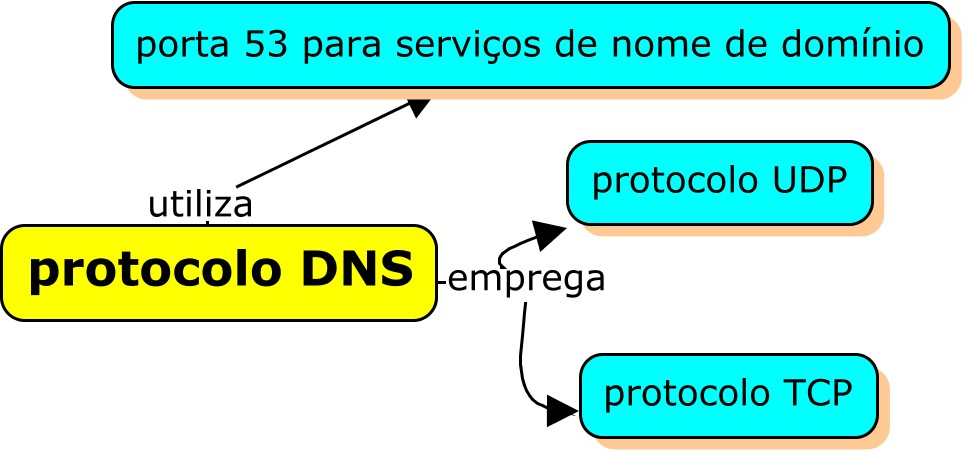 porta 53 para serviços de nome de domínio
protocolo UDP
utiliza
protocolo DNS
emprega
protocolo TCP